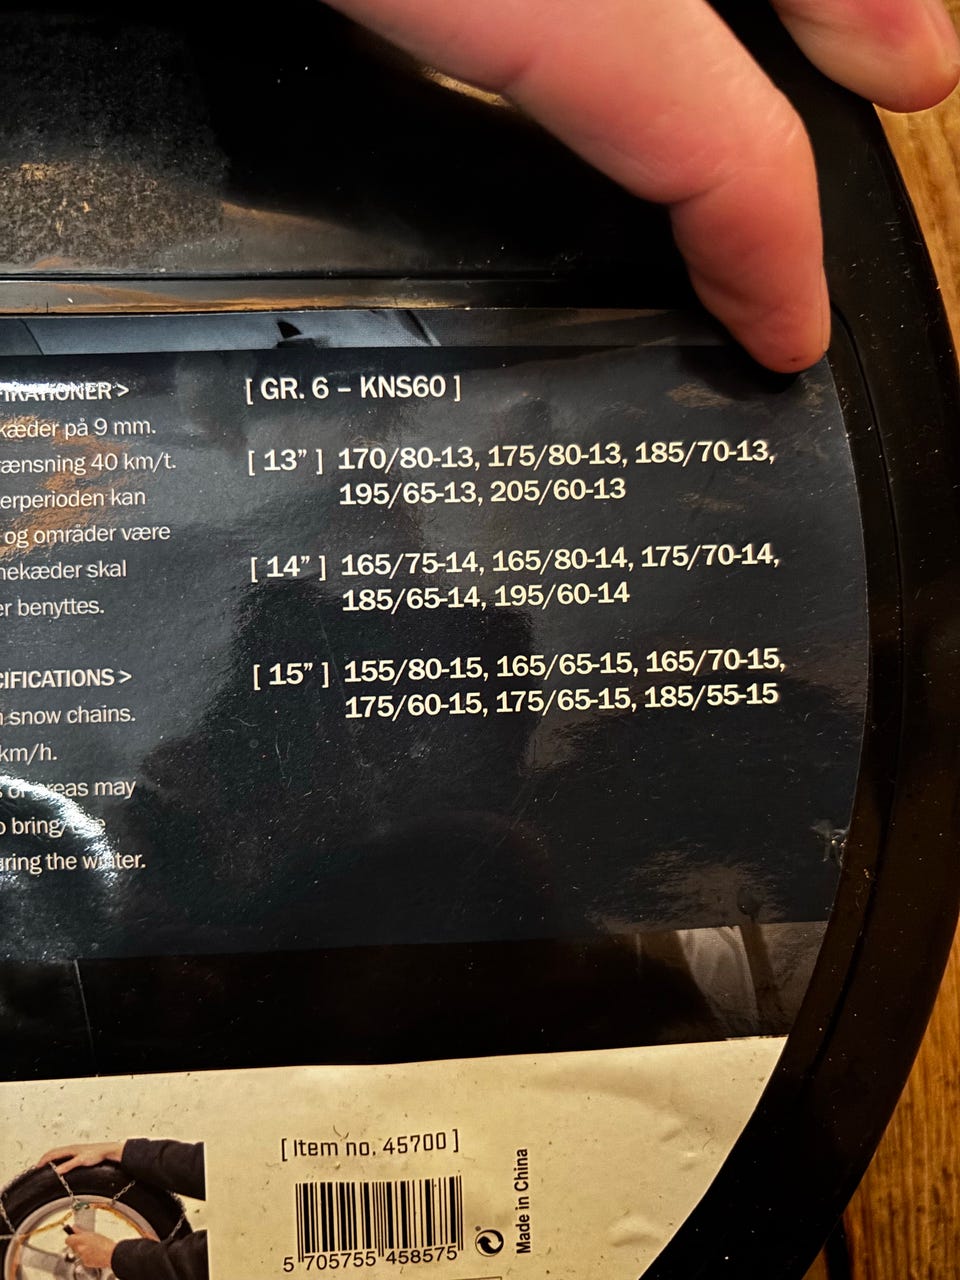 [ GR. 6 – KNS60 ]
kæder på 9 mm.
ænsning 40 km/t.
erperioden kan
og områder være
nekæder skal
er benyttes.
[ 13” ] 170/80-13, 175/80-13, 185/70-13,
195/65-13, 205/60-13
[ 14” ] 165/75-14, 165/80-14, 175/70-14,
185/65-14, 195/60-14
[ 15” ] 155/80-15, 165/65-15, 165/70-15,
175/60-15, 175/65-15, 185/55-15
CIFICATIONS >
snow chains.
km/h.
areas may
bring
uring the winter.
[ Item no. 45700 ]
5 705755 458575
Made in China